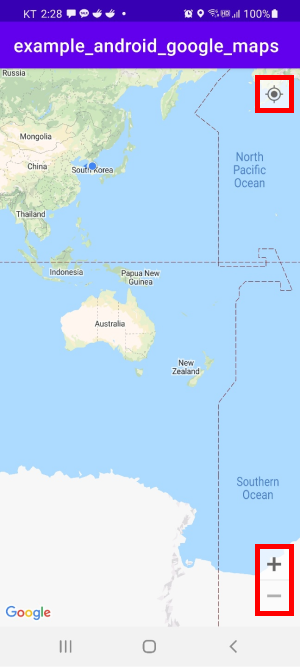 KT 2:28 100%
example_android_google_maps
Russia
Mongolia
China
South Korea
North
Pacific
Ocean
Thailand
Indonesia
Papua New
Guinea
Australia
New
Zealand
Southern
Ocean
Google